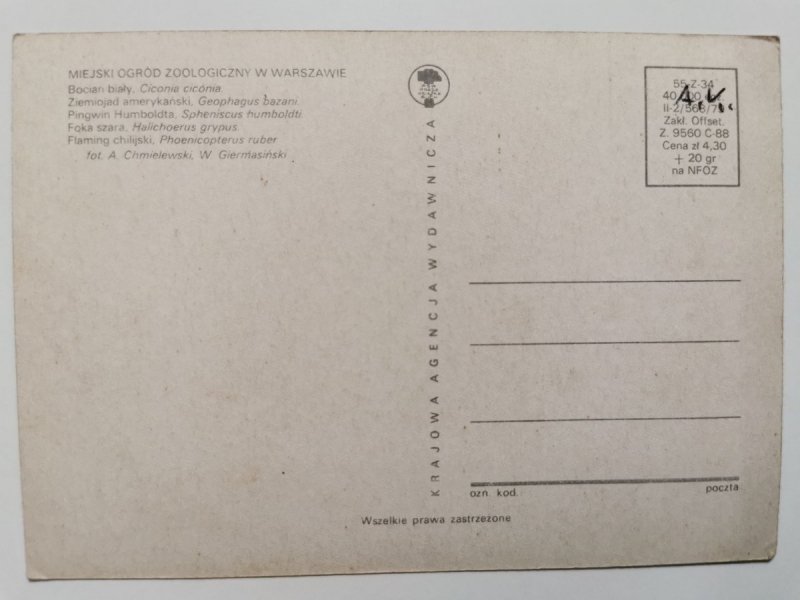 MIEJSKI OGRÓD ZOOLOGICZNY W WARSZAWIE
Bocian biały, Ciconia ciconia.
Ziemiojad amerykański, Geophagus bazani.
Pingwin Humboldta, Spheniscus humboldti.
Foka szara, Halichoerus grypus.
Flaming chilijski, Phoenicopterus ruber
fot. A. Chmielewski, W. Giermasiński
KRAJOWA AGENCJA WYDAWNICZA
55-Z-34
A.V.
Zakł. Offset.
Z. 9560 C-88
Cena zł 4,30
+ 20 gr
na NFOZ
ozn. kod.
poczta
Wszelkie prawa zastrzeżone